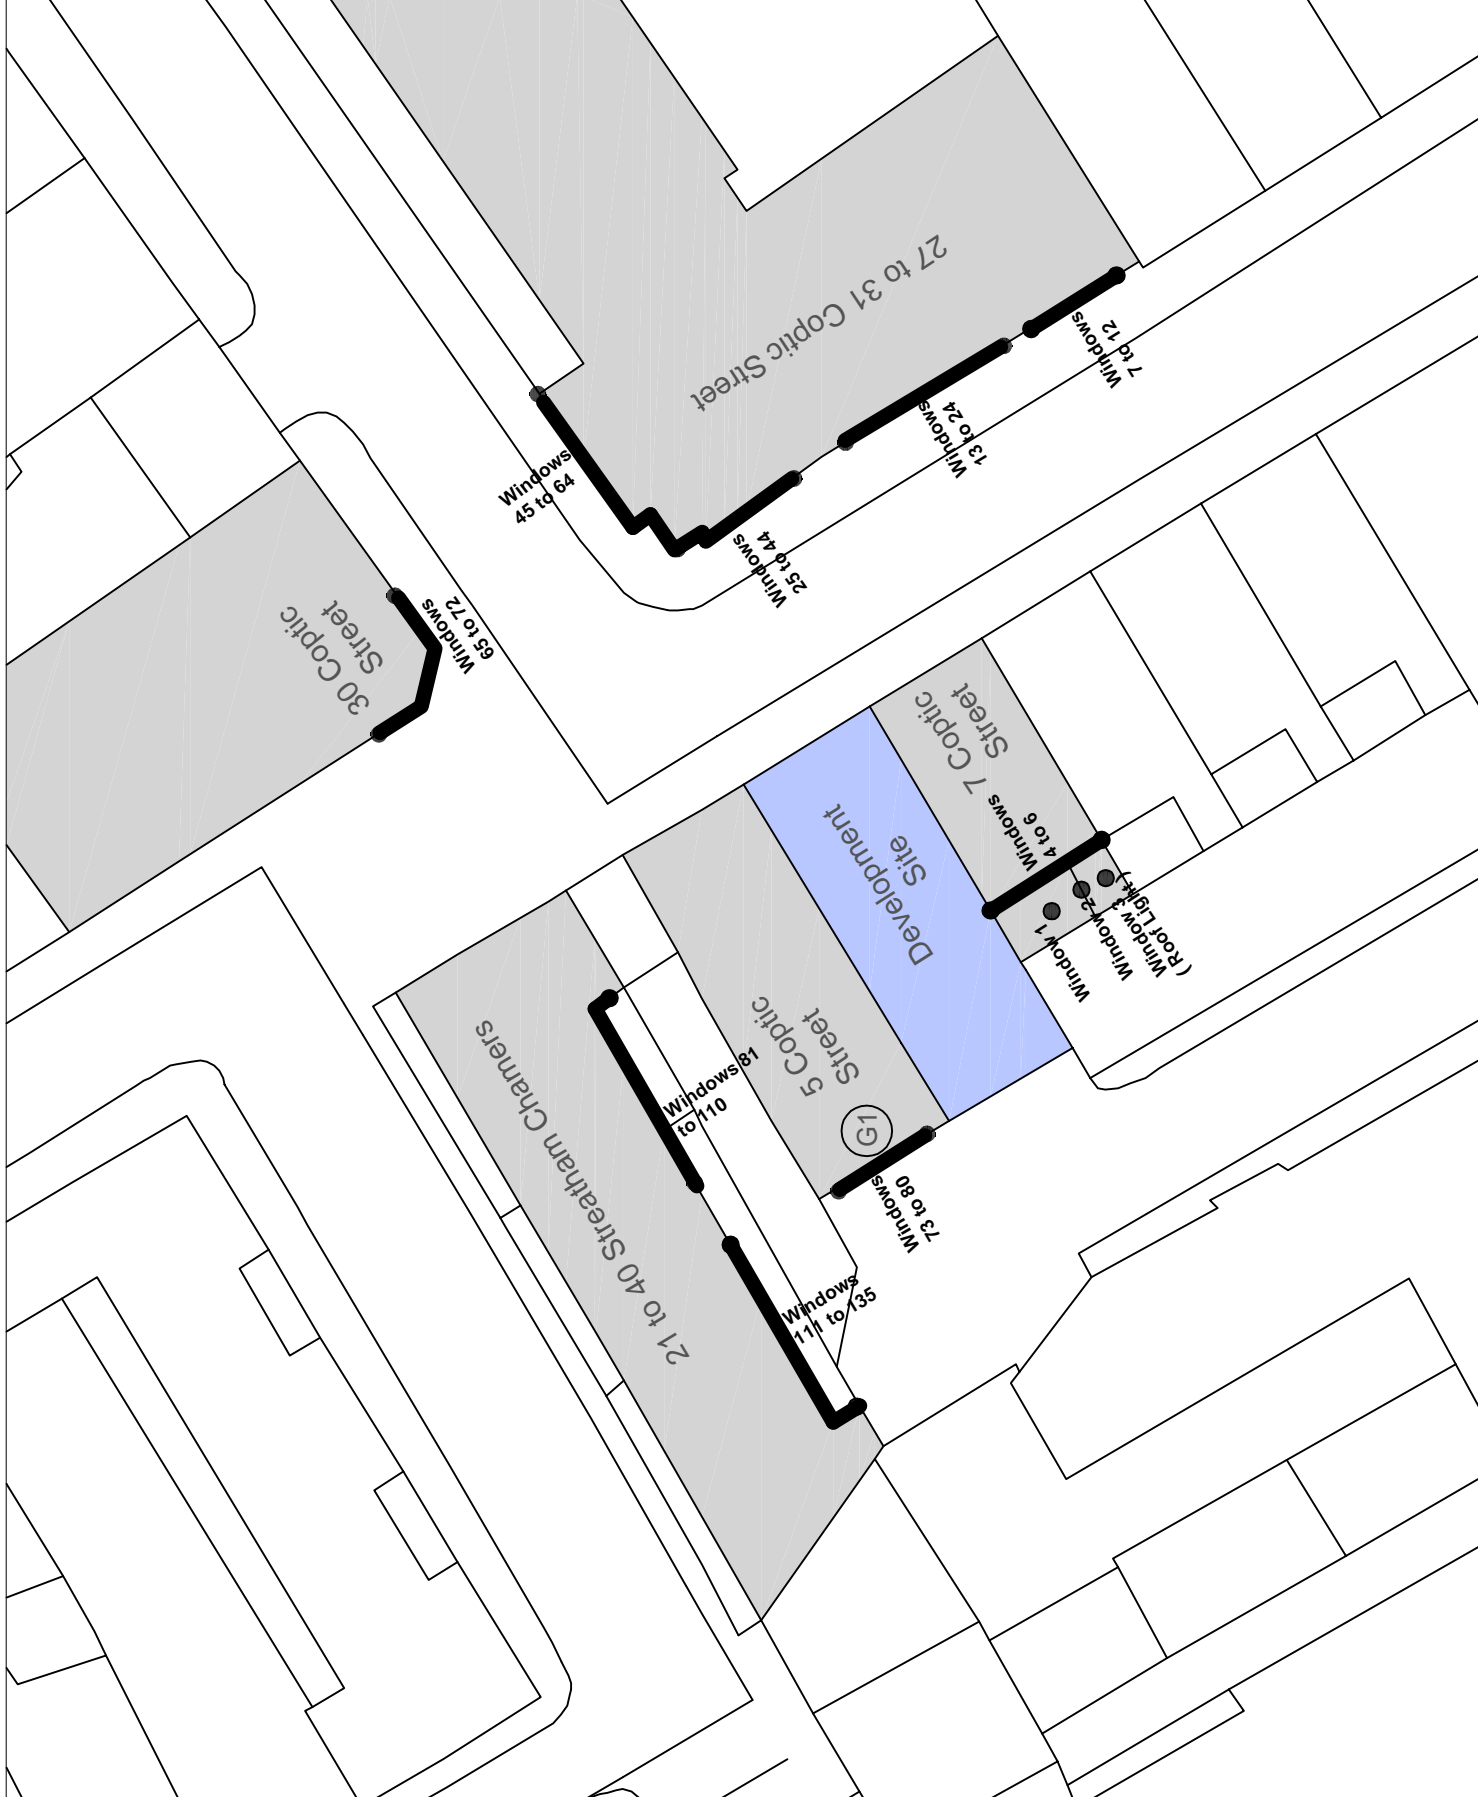 27 to 31 Coptic Street
Windows
7 to 12
Windows
13 to 24
Windows
25 to 44
Windows
45 to 64
30 Coptic
Street
Windows
65 to 72
7 Coptic
Street
Windows
4 to 6
Window 1
Window 2
Window 3
( Roof Light )
Development
Site
5 Coptic
Street
G7
Windows
73 to 80
21 to 40 Streatham Chamers
Windows 81
to 110
Windows
111 to 135